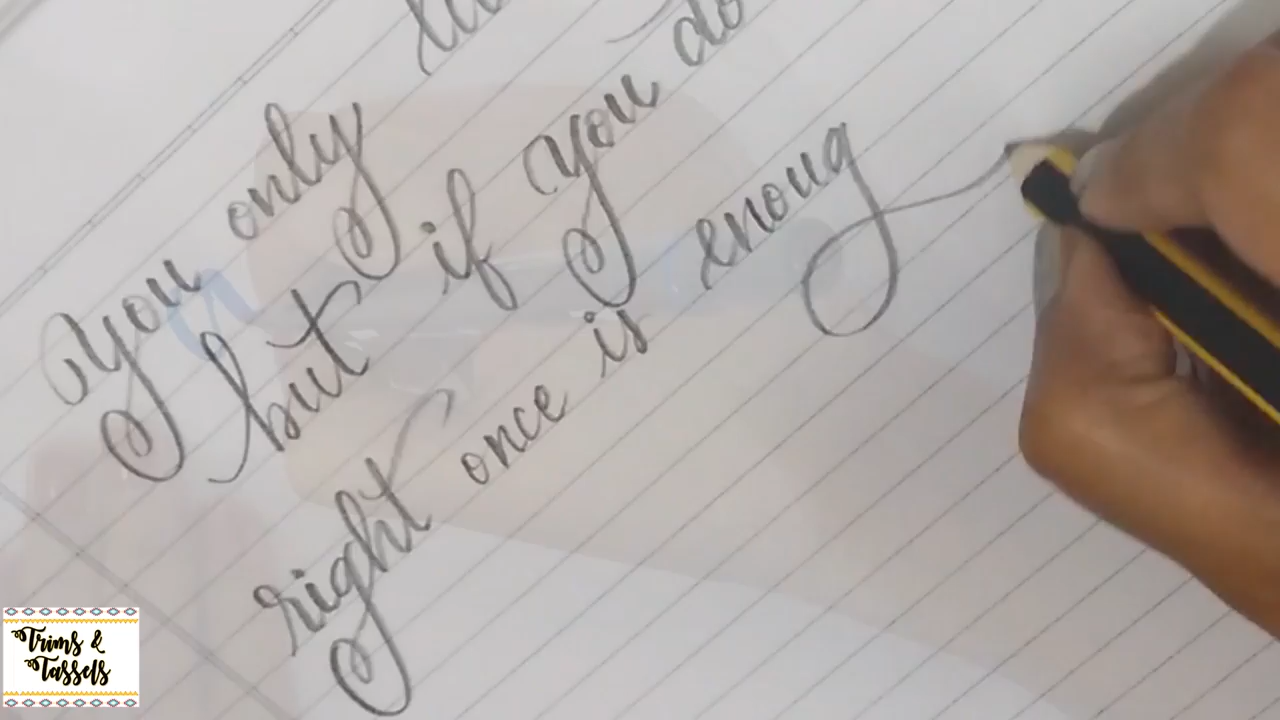 you only
but if you do
right once is enoug
Trims &
Tassels